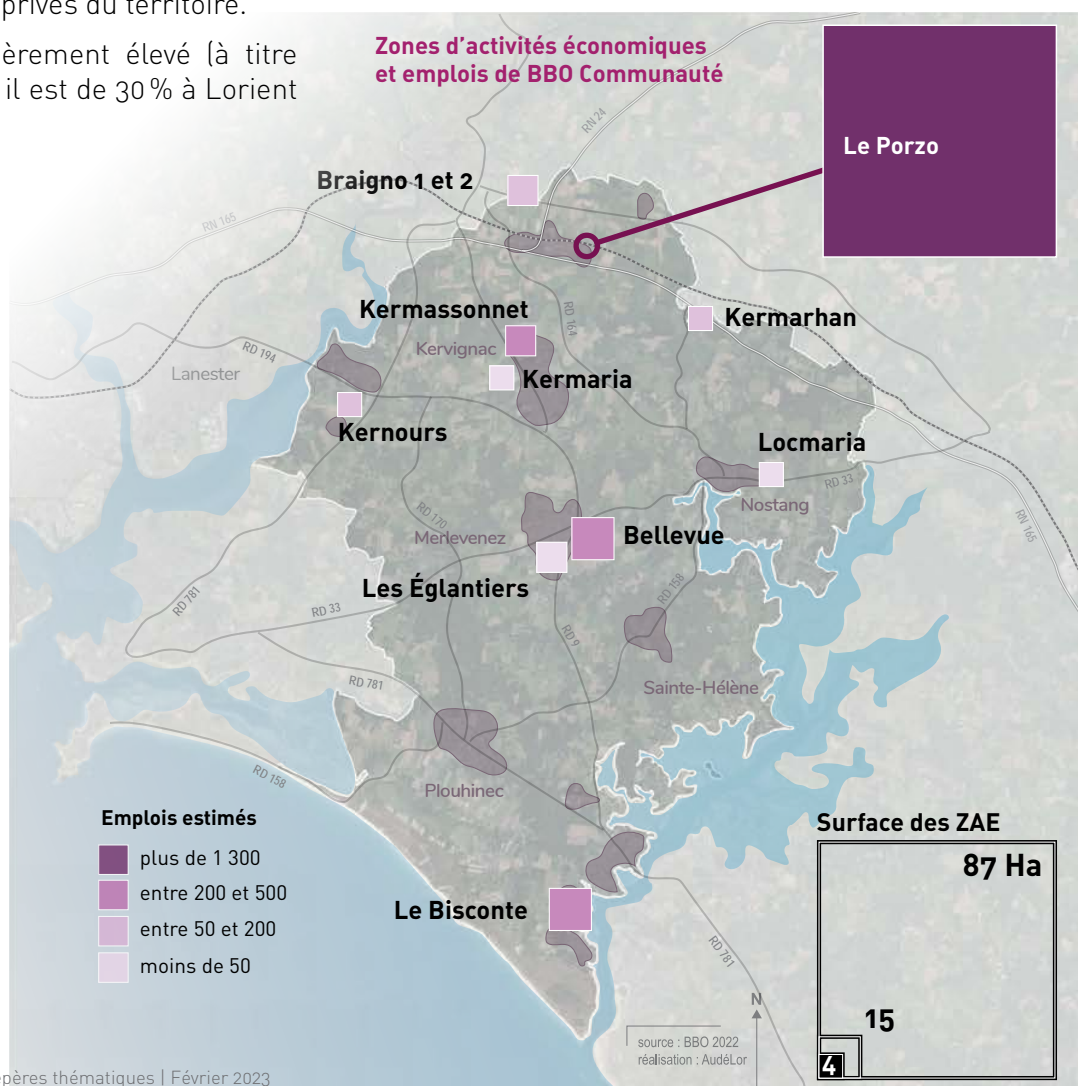 privés du territoire.
èrement élevé (à titre
il est de 30 % à Lorient
Zones d'activités économiques
et emplois de BBO Communauté
Le Porzo
RN 24
Braigno 1 et 2
RN 165
Kermassonnet
RD 164
Kermarhan
Kervignac
RD 194
Lanester
Kermaria
Kernours
Locmaria
RD 33
Nostang
RN 165
RD 170
Merlevenez
Bellevue
Les Églantiers
RD 158
RD 781
RD 33
RD 9
RD 781
Sainte-Hélène
RD 158
Plouhinec
Emplois estimés
plus de 1 300
entre 200 et 500
entre 50 et 200
moins de 50
Le Bisconte
RD 781
Surface des ZAE
87 Ha
15
4
N
source : BBO 2022
réalisation : AudéLor
epères thématiques | Février 2023